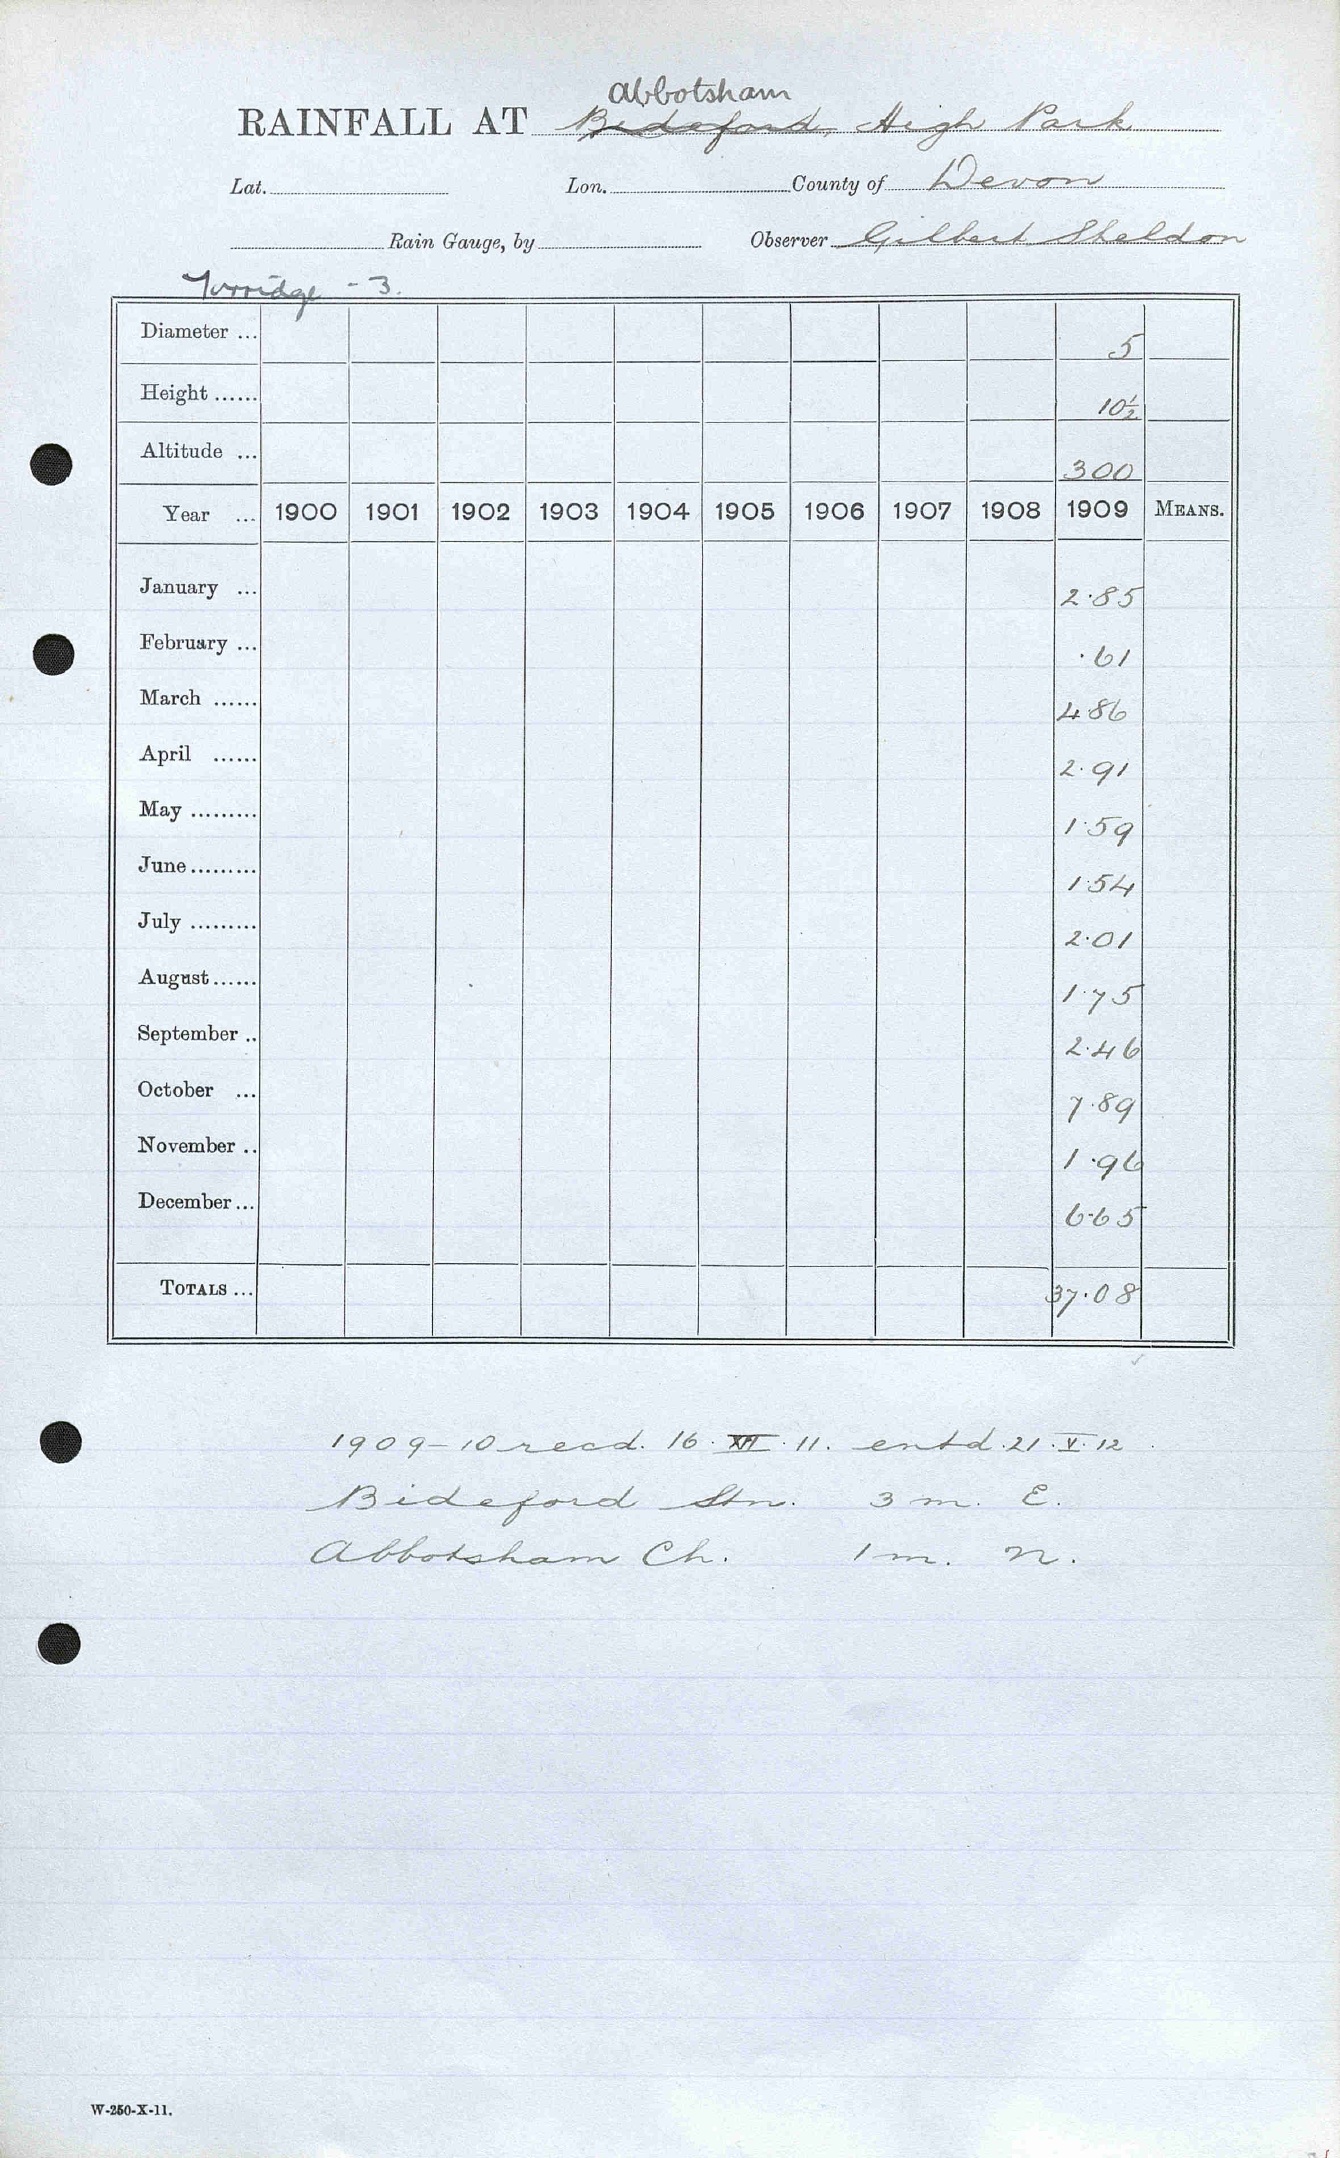 Abbotsham
RAINFALL AT Bideford, High Park
Lat. Lon. County of Devon
Rain Gauge, by Observer Gilbert Sheldon
Torridge - 3.
Diameter ... 5
Height ...... 10½
Altitude ... 300
Year ... 1900 1901 1902 1903 1904 1905 1906 1907 1908 1909 MEANS.
January ... 2.85
February ... .61
March ...... 4.86
April ...... 2.91
May ......... 1.59
June ......... 1.54
July ......... 2.01
August ...... 1.75
September .. 2.46
October ... 7.89
November .. 1.96
December ... 6.65
TOTALS ... 37.08
1909-10 recd. 16. XII. 11. entd. 21. V. 12.
Bideford Stn. 3 m. E.
Abbotsham Ch. 1 m. N.
W-250-X-11.